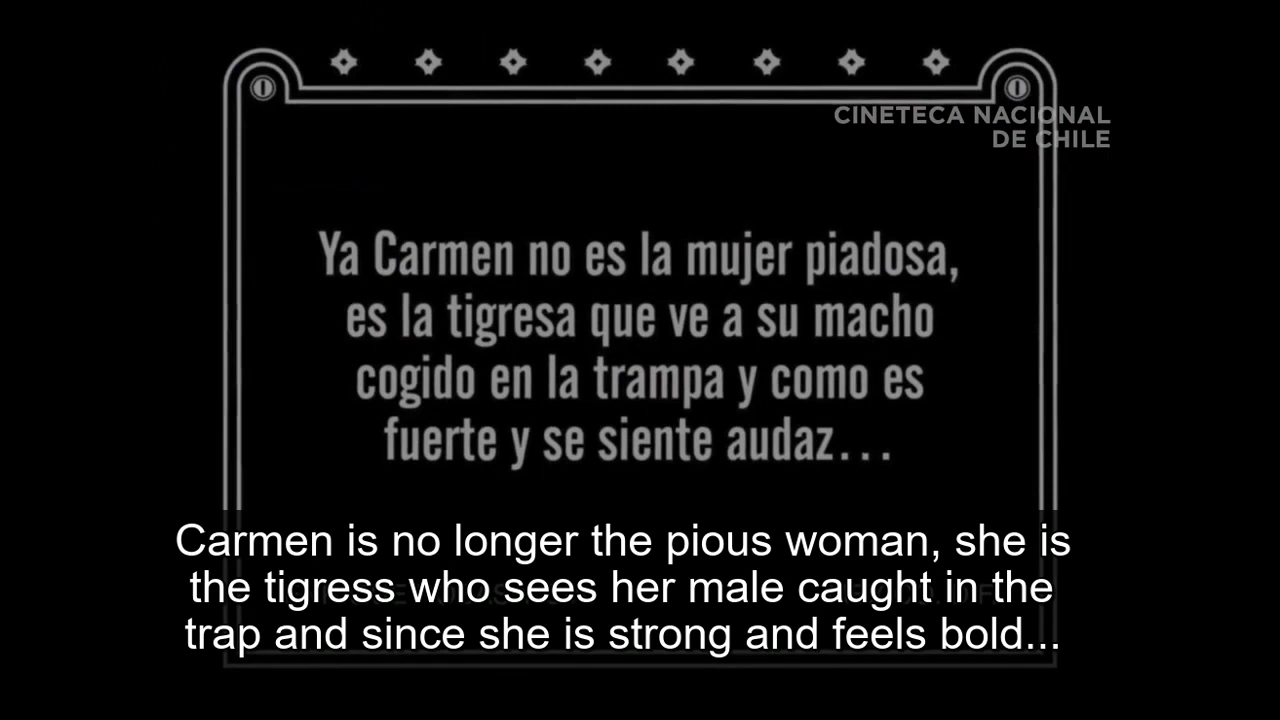 CINETECA NACIONAL
DE CHILE
Ya Carmen no es la mujer piadosa,
es la tigresa que ve a su macho
cogido en la trampa y como es
fuerte y se siente audaz...
Carmen is no longer the pious woman, she is
the tigress who sees her male caught in the
trap and since she is strong and feels bold...